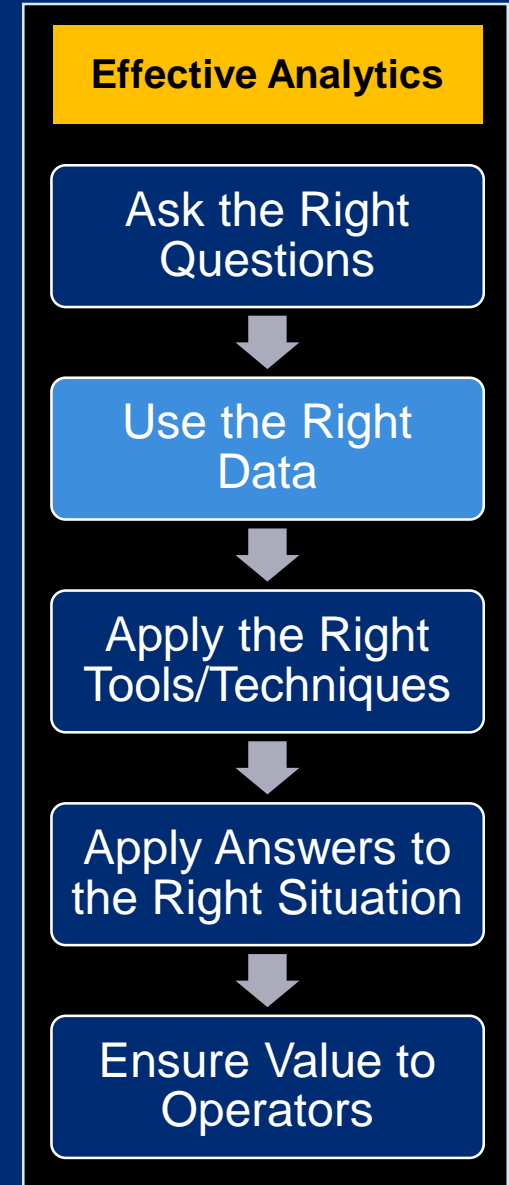 Effective Analytics
Ask the Right
Questions
Use the Right
Data
Apply the Right
Tools/Techniques
Apply Answers to
the Right Situation
Ensure Value to
Operators